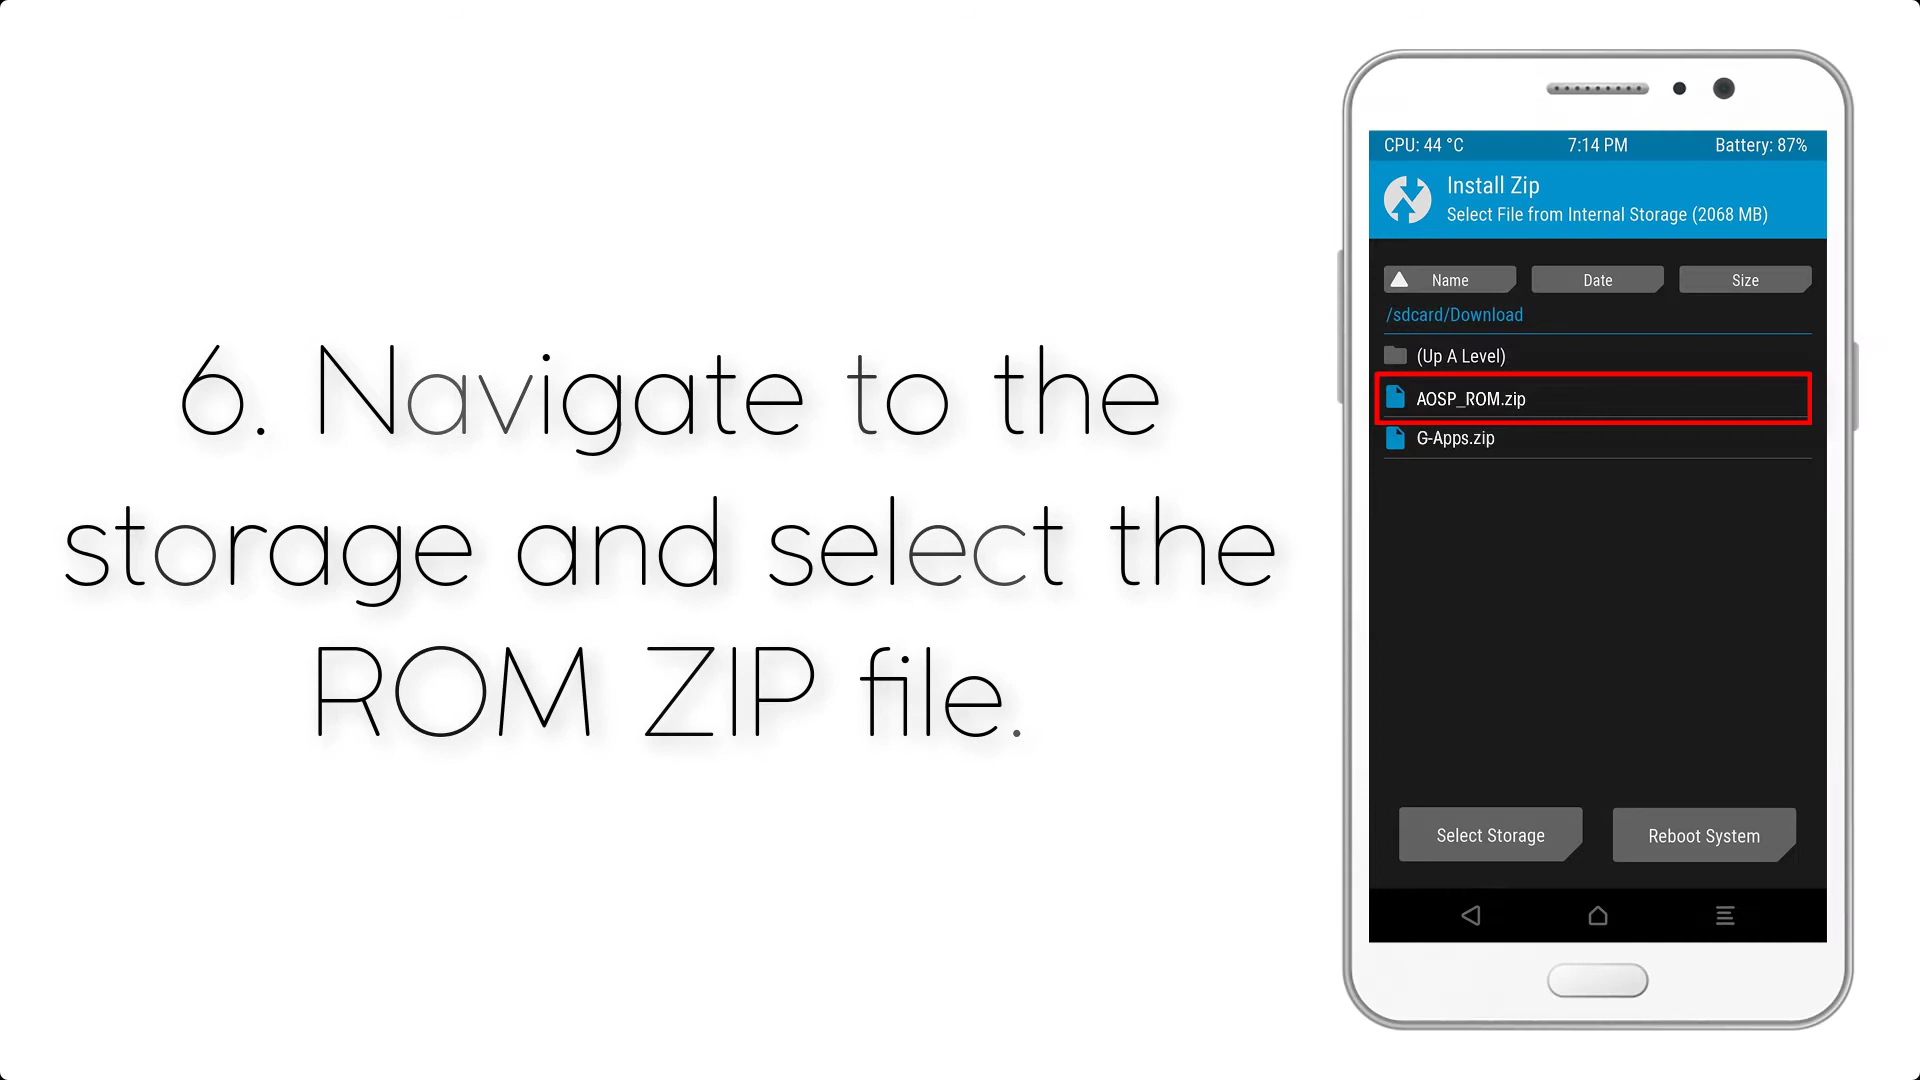 6. Navigate to the
storage and select the
ROM ZIP file.
CPU: 44 °C 7:14 PM Battery: 87%
Install Zip
Select File from Internal Storage (2068 MB)
Name Date Size
/sdcard/Download
(Up A Level)
AOSP_ROM.zip
G-Apps.zip
Select Storage Reboot System